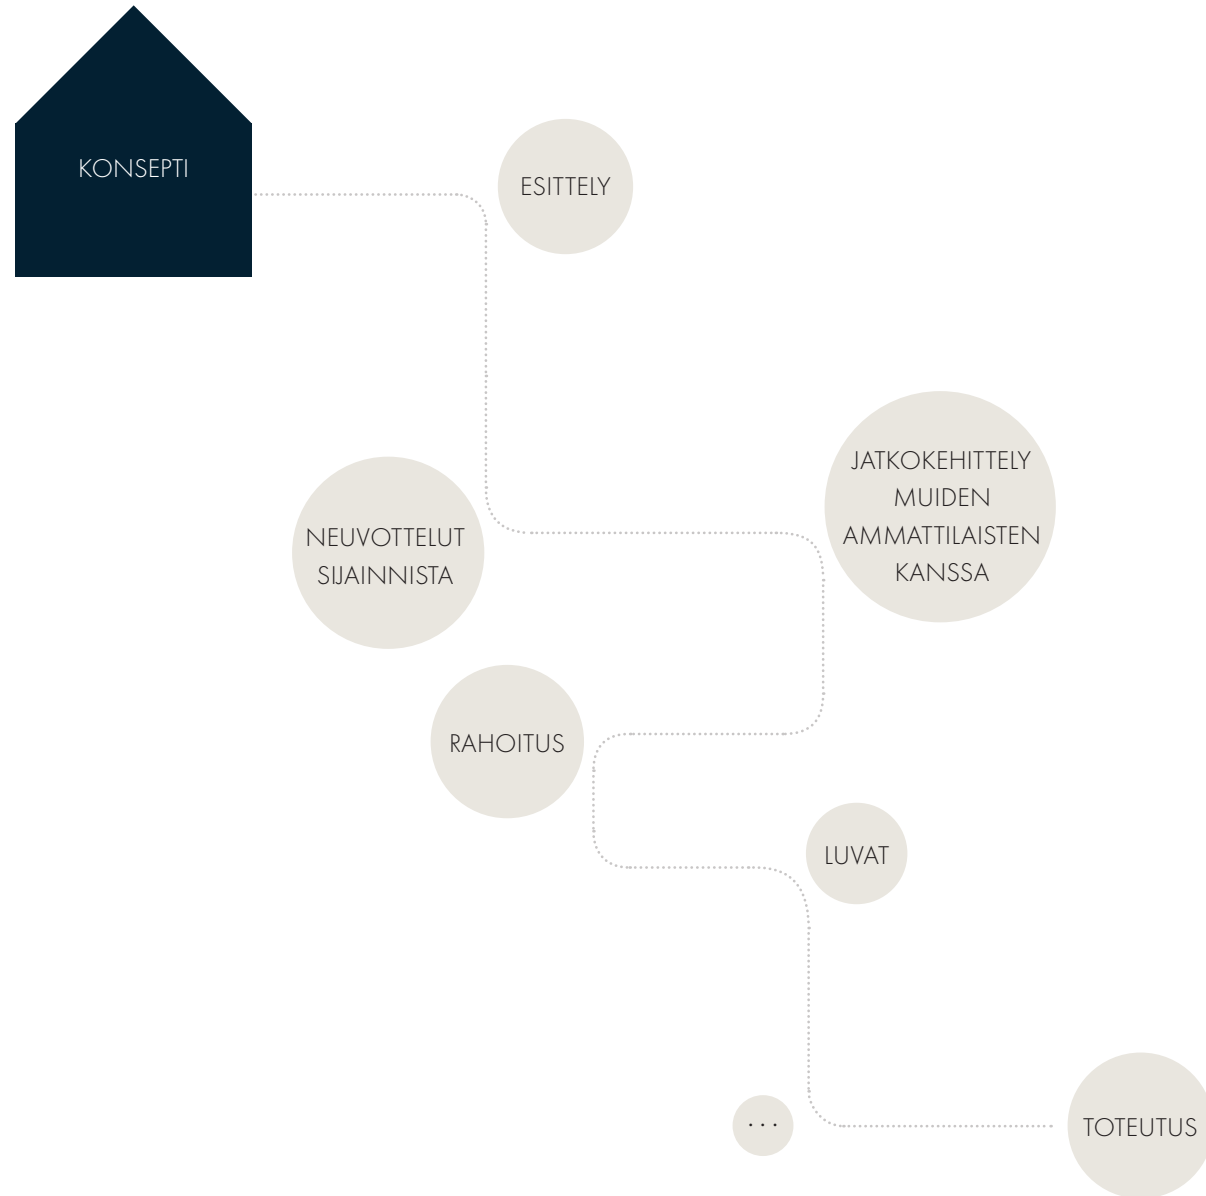 KONSEPTI
ESITTELY
NEUVOTTELUT
SIJAINNISTA
JATKOKEHITTELY
MUIDEN
AMMATTILAISTEN
KANSSA
RAHOITUS
LUVAT
...
TOTEUTUS